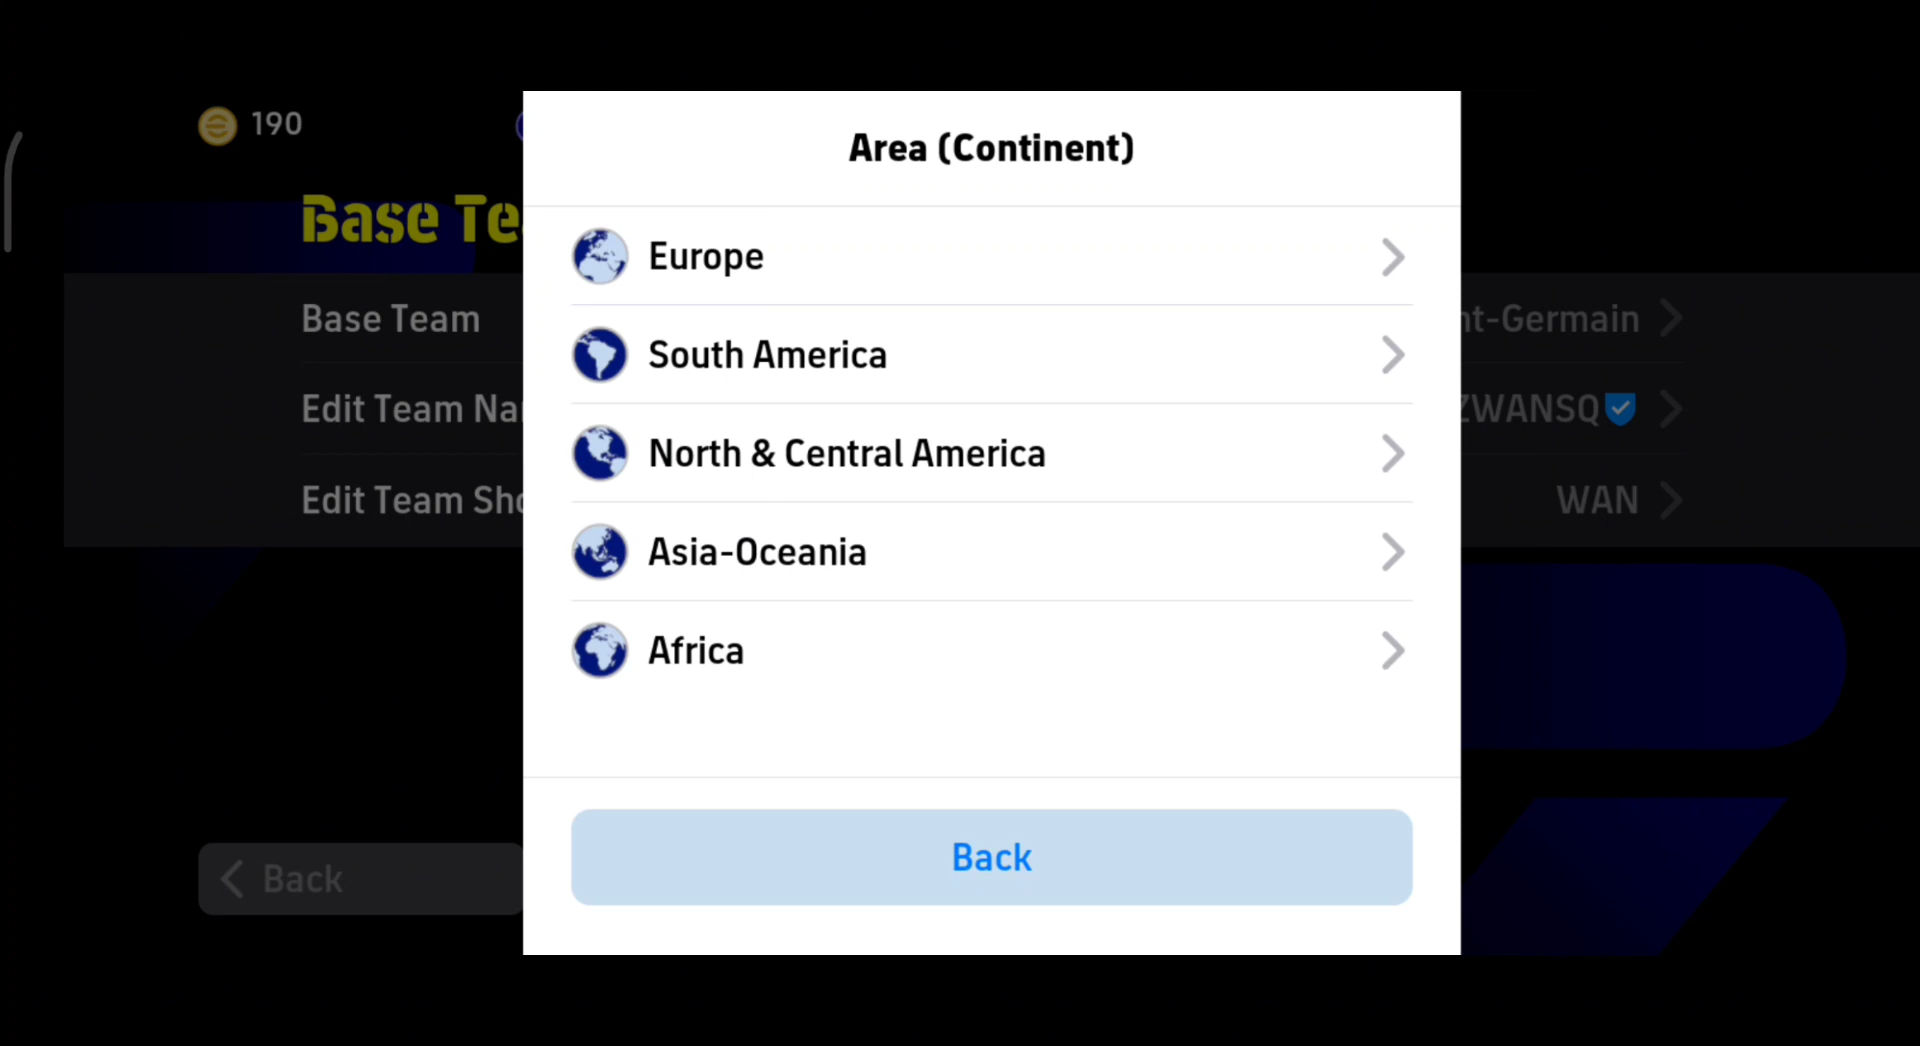 190
Area (Continent)
Base Te
Europe
Base Team
nt-Germain
South America
Edit Team Na
ZWANSQ
North & Central America
Edit Team Sho
WAN
Asia-Oceania
Africa
Back
Back